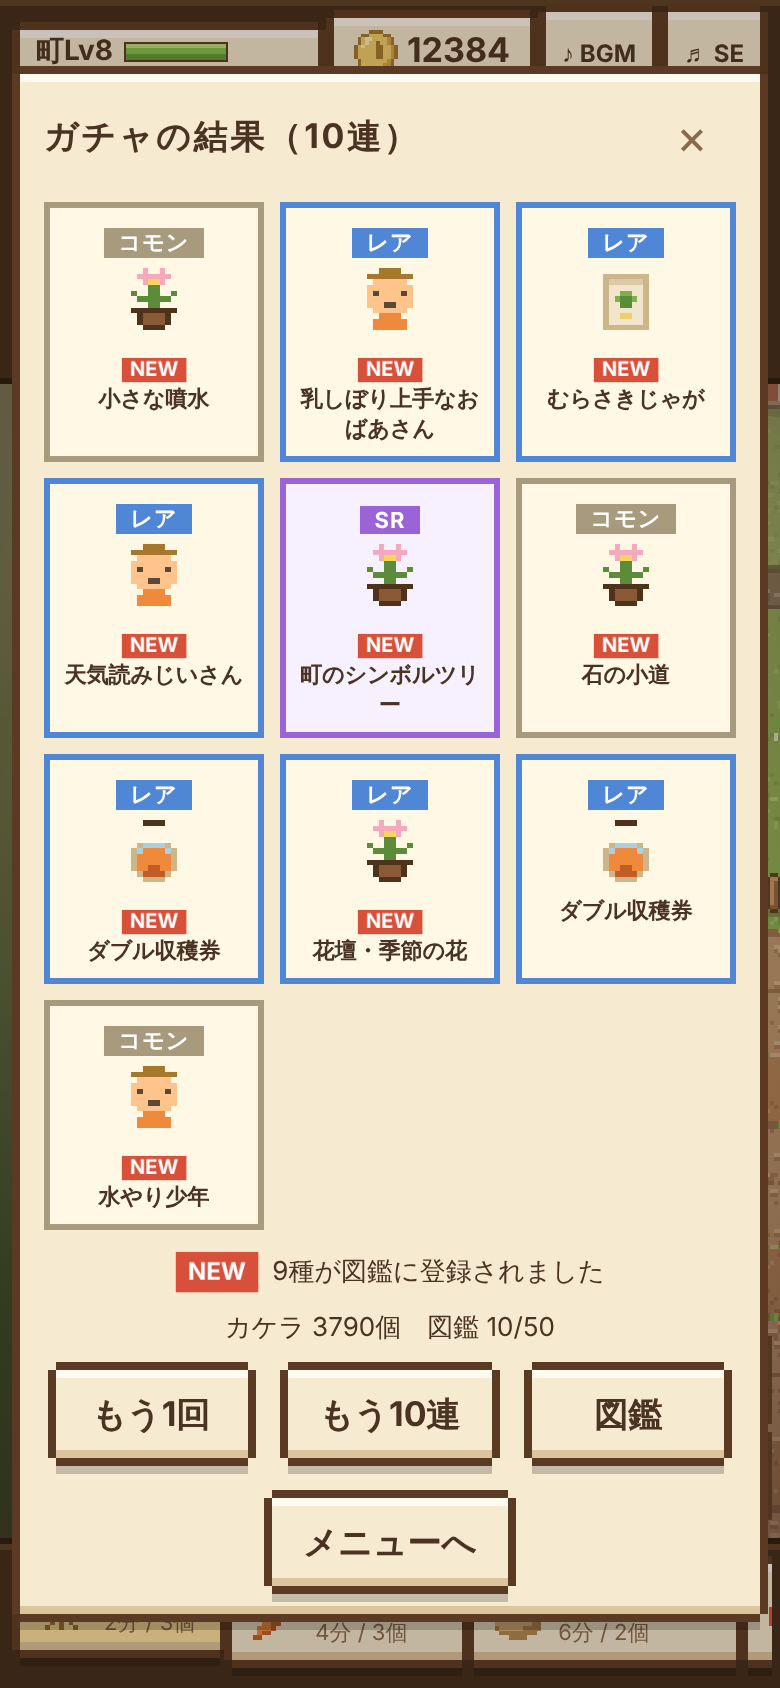 町Lv8
12384
♪ BGM
♬ SE
ガチャの結果（10連）
×
コモン
NEW
小さな噴水
レア
NEW
乳しぼり上手なお
ばあさん
レア
NEW
むらさきじゃが
レア
NEW
天気読みじいさん
SR
NEW
町のシンボルツリ
ー
コモン
NEW
石の小道
レア
NEW
ダブル収穫券
レア
NEW
花壇・季節の花
レア
ダブル収穫券
コモン
NEW
水やり少年
NEW 9種が図鑑に登録されました
カケラ 3790個　図鑑 10/50
もう1回
もう10連
図鑑
メニューへ
2分 / 3個
4分 / 3個
6分 / 2個